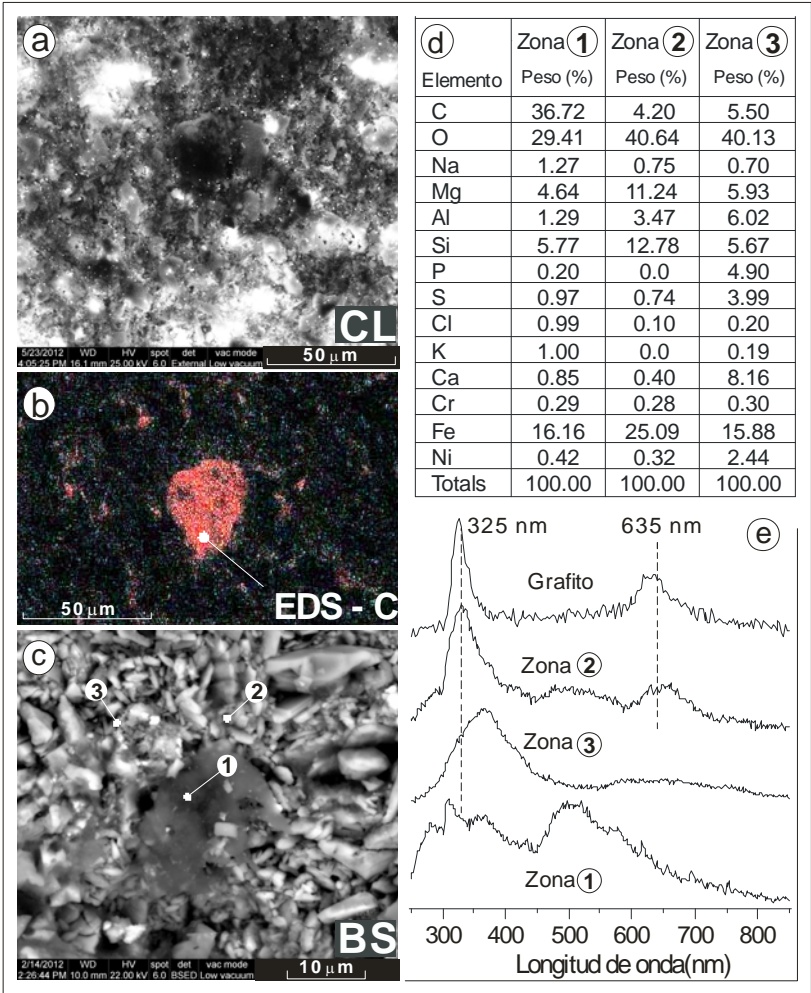 a
CL
5/23/2012 WD HV spot det vac mode
4:05:25 PM 16.1 mm 25.00 kV 6.0 External Low vacuum
50 µm
b
50 µm
EDS - C
c
3
2
1
BS
2/14/2012 WD HV spot det vac mode
2:26:44 PM 10.0 mm 22.00 kV 6.0 BSED Low vacuum
10 µm
d Zona 1 Zona 2 Zona 3
Elemento Peso (%) Peso (%) Peso (%)
C 36.72 4.20 5.50
O 29.41 40.64 40.13
Na 1.27 0.75 0.70
Mg 4.64 11.24 5.93
Al 1.29 3.47 6.02
Si 5.77 12.78 5.67
P 0.20 0.0 4.90
S 0.97 0.74 3.99
Cl 0.99 0.10 0.20
K 1.00 0.0 0.19
Ca 0.85 0.40 8.16
Cr 0.29 0.28 0.30
Fe 16.16 25.09 15.88
Ni 0.42 0.32 2.44
Totals 100.00 100.00 100.00
325 nm 635 nm e
Grafito
Zona 2
Zona 3
Zona 1
300 400 500 600 700 800
Longitud de onda(nm)